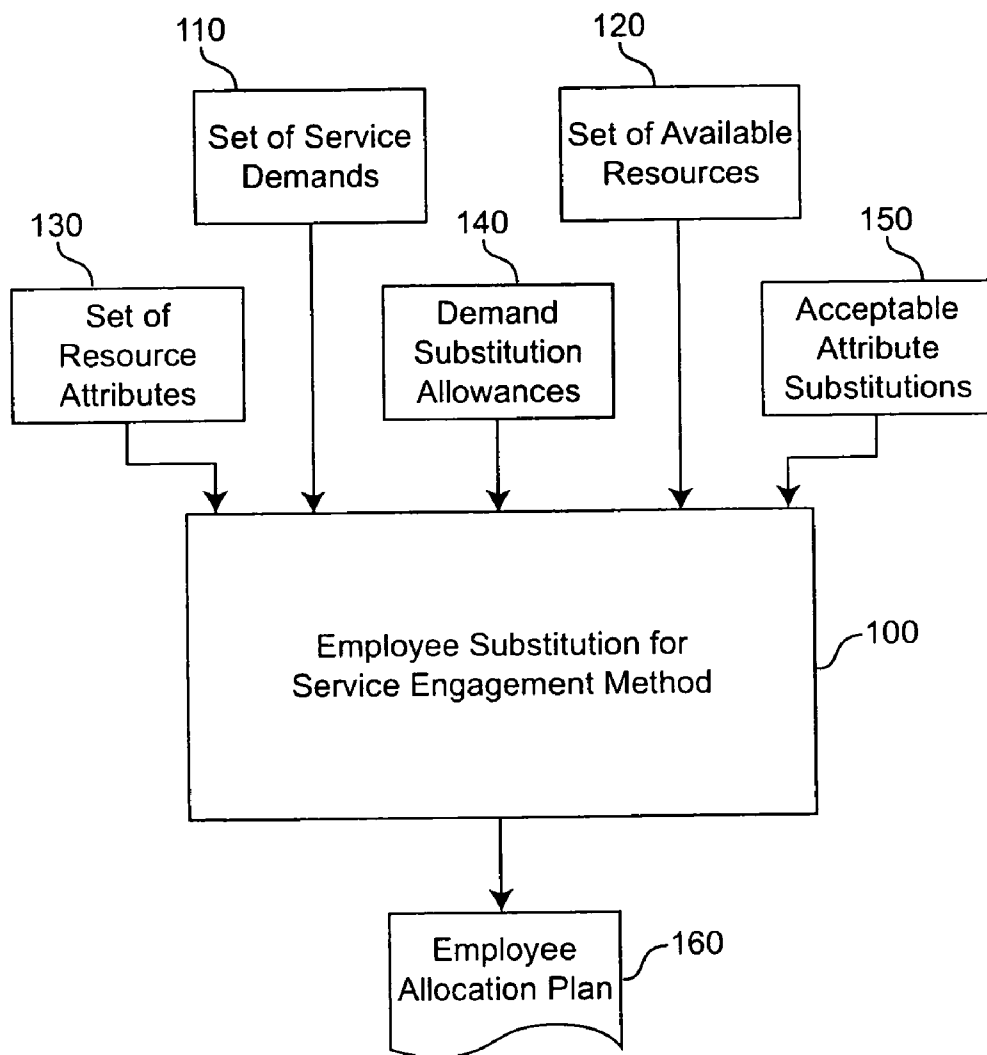 110
Set of Service
Demands
120
Set of Available
Resources
130
Set of
Resource
Attributes
140
Demand
Substitution
Allowances
150
Acceptable
Attribute
Substitutions
Employee Substitution for
Service Engagement Method
100
Employee
Allocation Plan
160